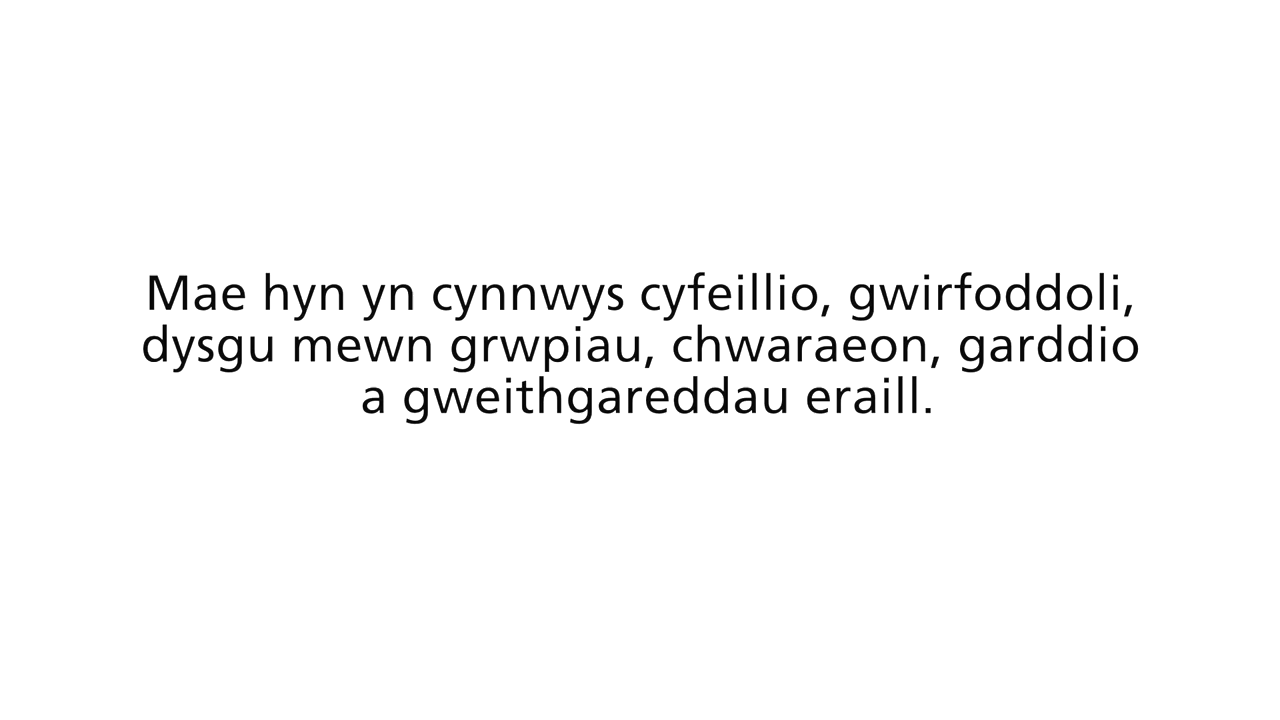 Mae hyn yn cynnwys cyfeillio, gwirfoddoli,
dysgu mewn grwpiau, chwaraeon, garddio
a gweithgareddau eraill.